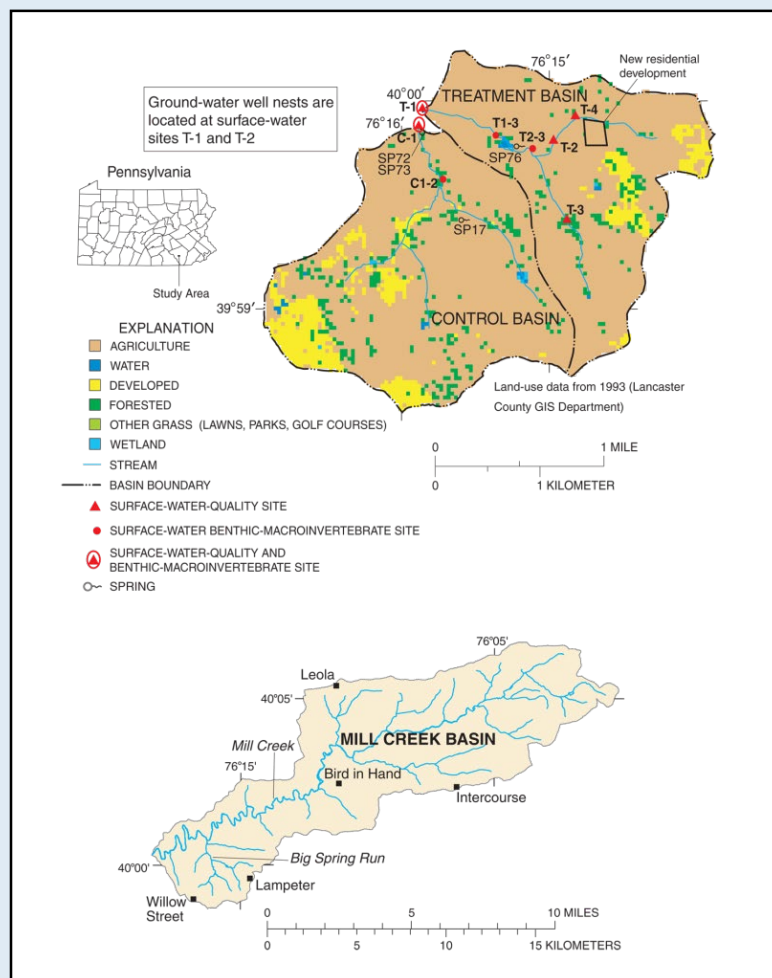 76°15′
New residential
development
40°00′
T-1
TREATMENT BASIN
T-4
Ground-water well nests are
located at surface-water
sites T-1 and T-2
76°16′
C-1
T1-3
T2-3
T-2
SP76
SP72
SP73
C1-2
Pennsylvania
T-3
SP17
Study Area
39°59′
CONTROL BASIN
EXPLANATION
AGRICULTURE
WATER
DEVELOPED
FORESTED
OTHER GRASS (LAWNS, PARKS, GOLF COURSES)
WETLAND
STREAM
BASIN BOUNDARY
SURFACE-WATER-QUALITY SITE
SURFACE-WATER BENTHIC-MACROINVERTEBRATE SITE
SURFACE-WATER-QUALITY AND
BENTHIC-MACROINVERTEBRATE SITE
SPRING
Land-use data from 1993 (Lancaster
County GIS Department)
0 1 MILE
0 1 KILOMETER
76°05′
Leola
40°05′
Mill Creek
MILL CREEK BASIN
76°15′
Bird in Hand
Intercourse
Big Spring Run
40°00′
Lampeter
Willow
Street
0 5 10 MILES
0 5 10 15 KILOMETERS